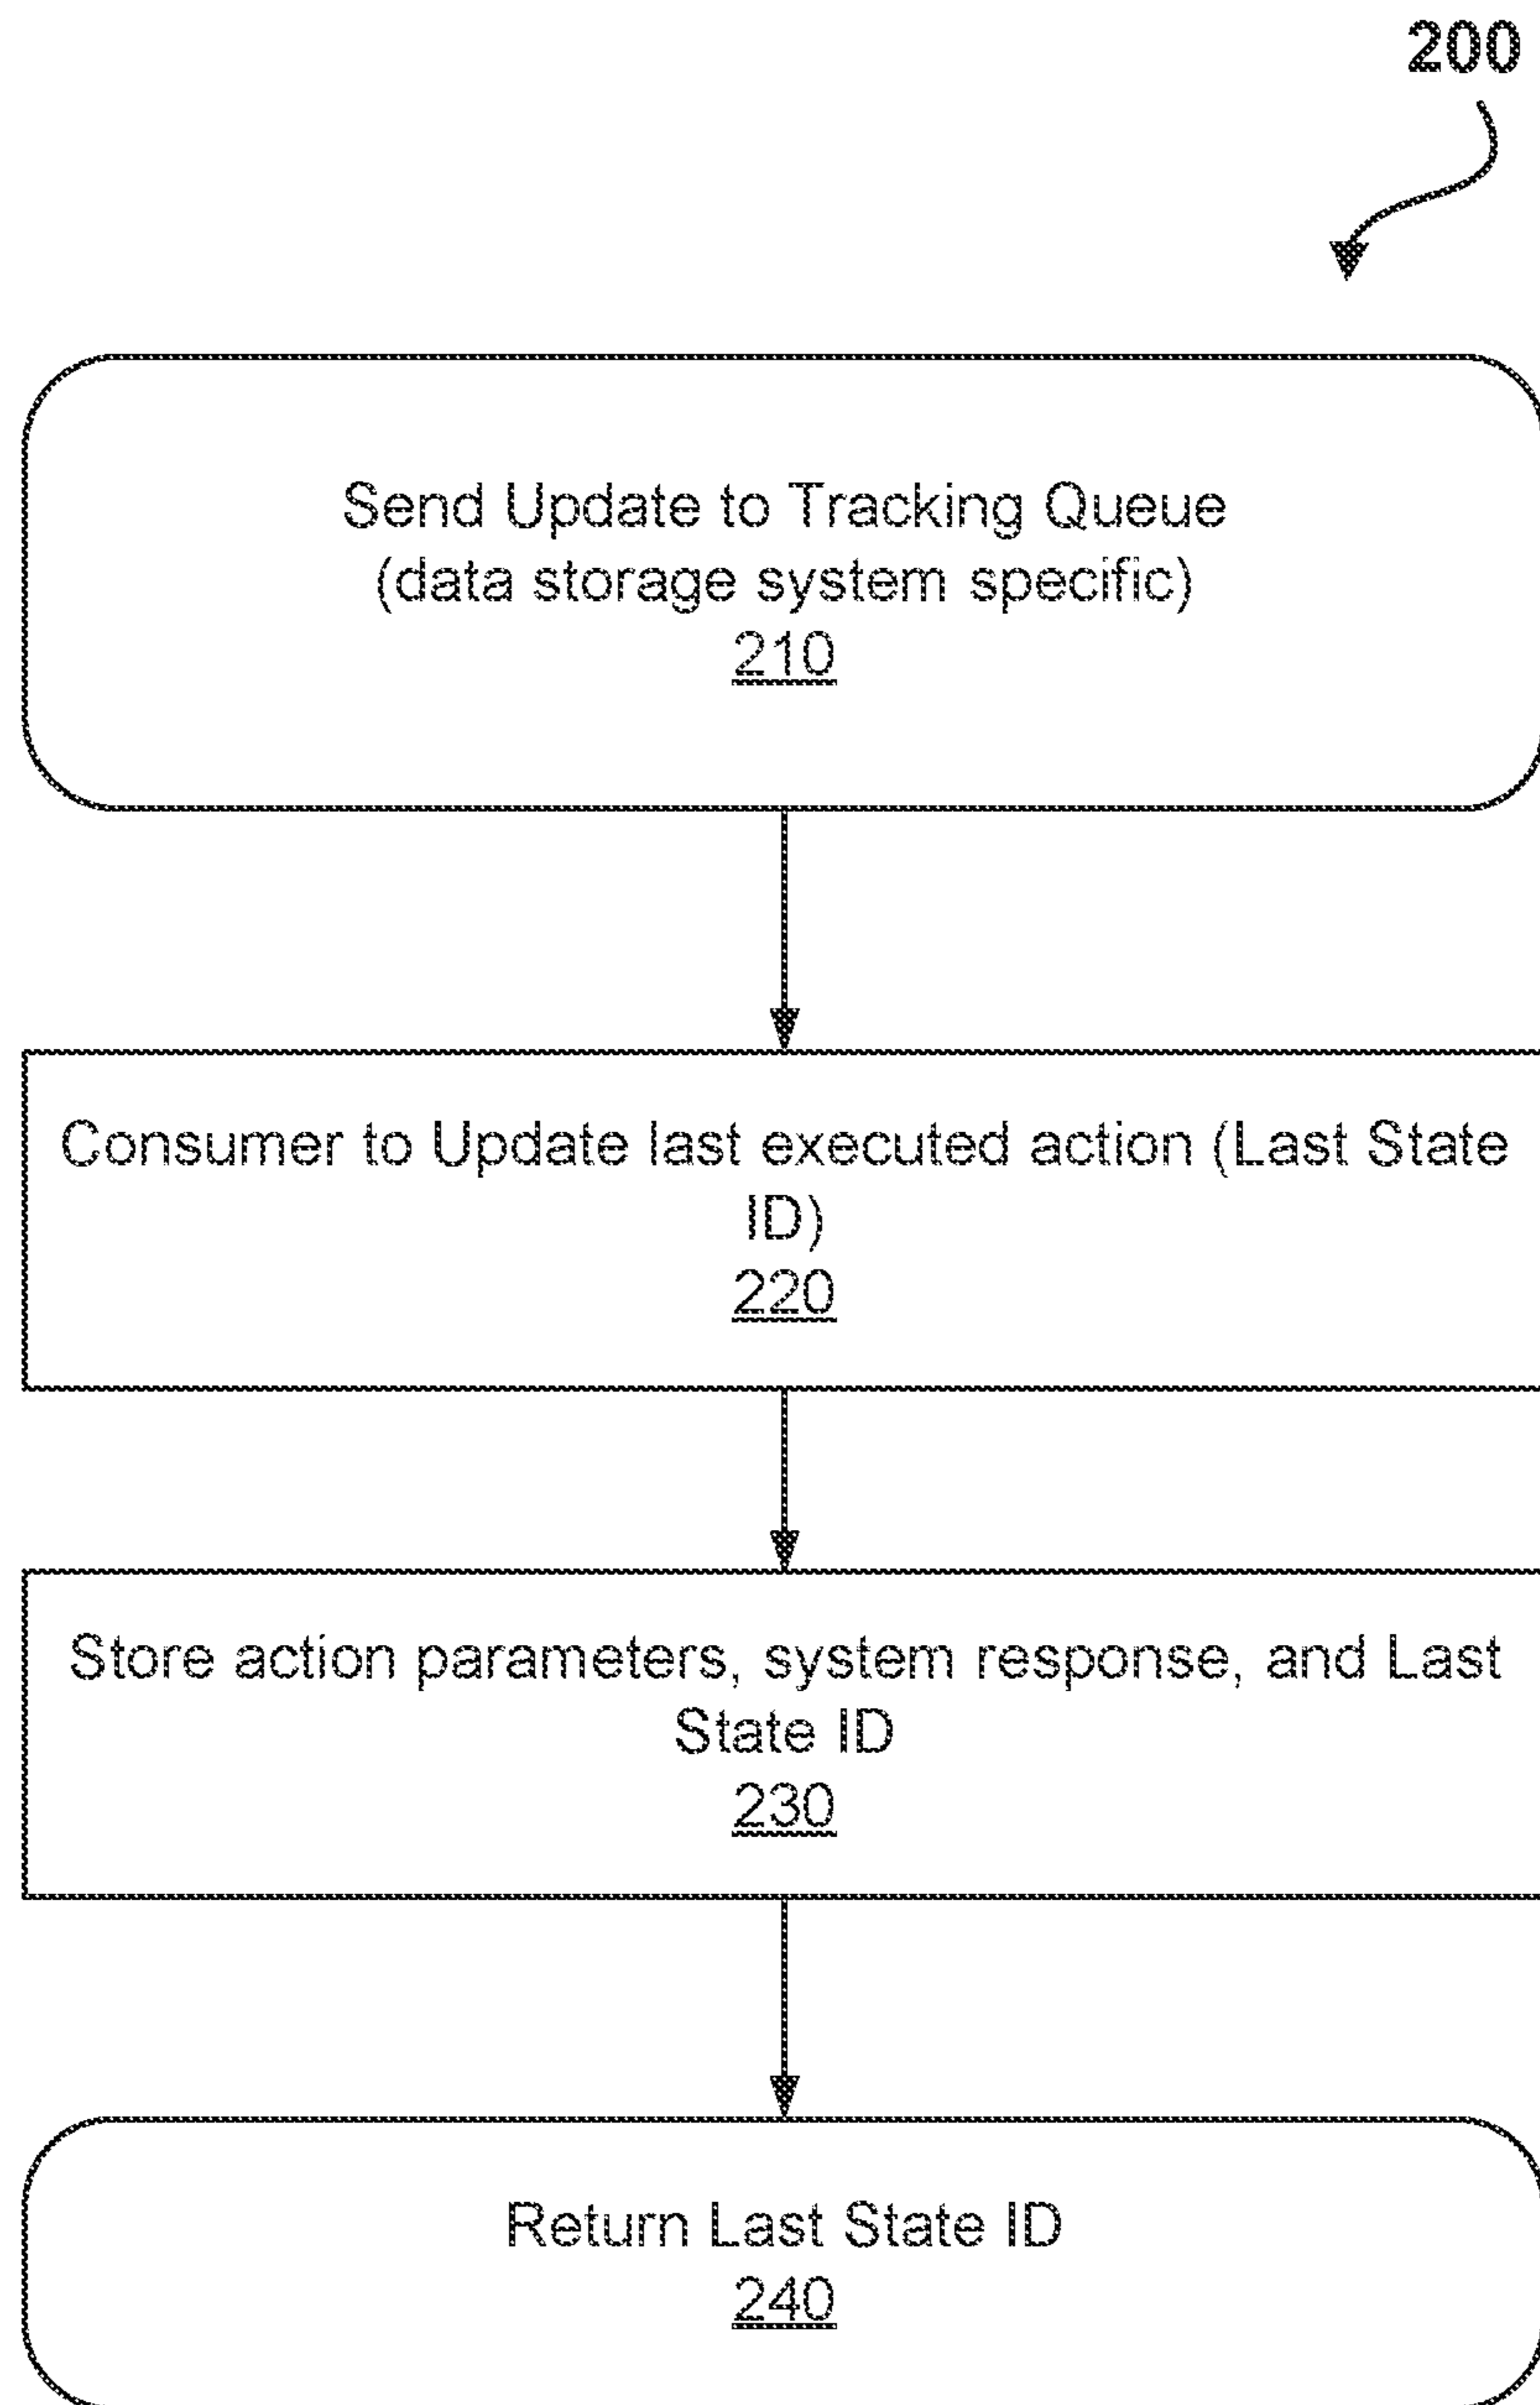 200
Send Update to Tracking Queue
(data storage system specific)
210
Consumer to Update last executed action (Last State
ID)
220
Store action parameters, system response, and Last
State ID
230
Return Last State ID
240